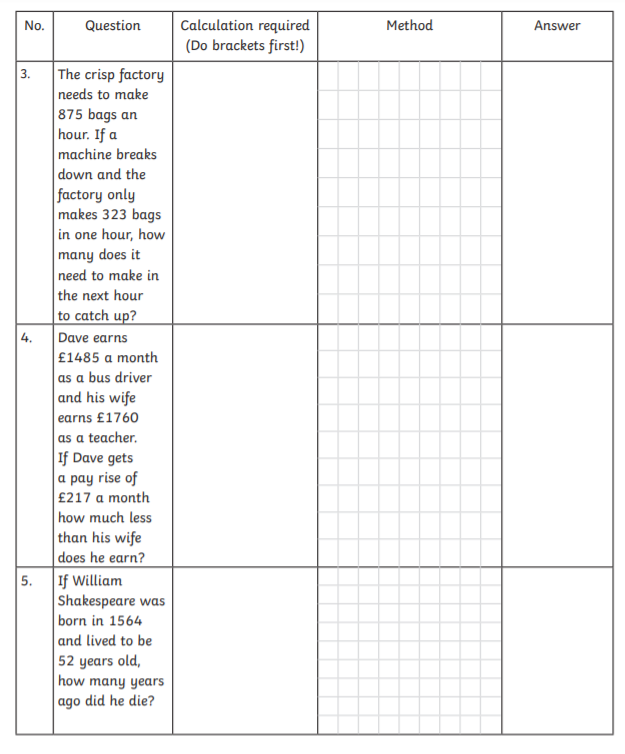 No.
Question
Calculation required
(Do brackets first!)
Method
Answer
3.
The crisp factory
needs to make
875 bags an
hour. If a
machine breaks
down and the
factory only
makes 323 bags
in one hour, how
many does it
need to make in
the next hour
to catch up?
4.
Dave earns
£1485 a month
as a bus driver
and his wife
earns £1760
as a teacher.
If Dave gets
a pay rise of
£217 a month
how much less
than his wife
does he earn?
5.
If William
Shakespeare was
born in 1564
and lived to be
52 years old,
how many years
ago did he die?